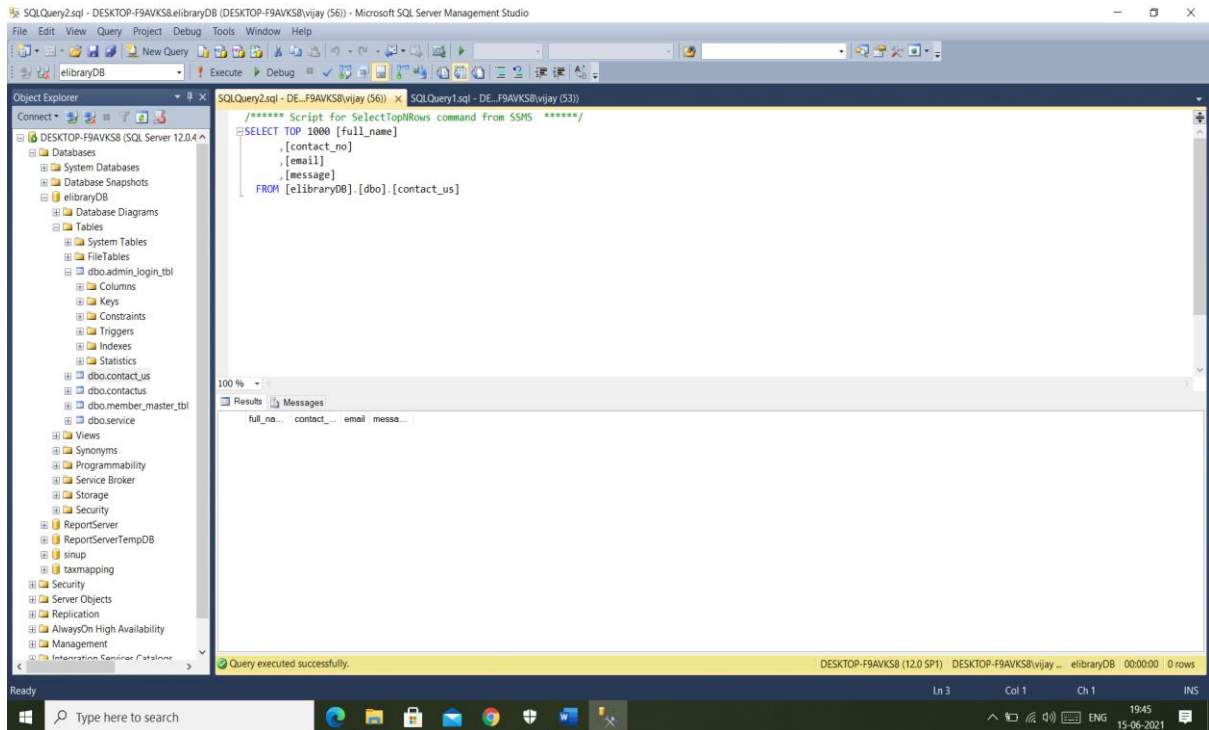 SQLQuery2.sql - DESKTOP-F9AVKS8.elibraryDB (DESKTOP-F9AVKS8\vijay (56)) - Microsoft SQL Server Management Studio
File Edit View Query Project Debug Tools Window Help
New Query
elibraryDB Execute Debug
Object Explorer
Connect
DESKTOP-F9AVKS8 (SQL Server 12.0.4
Databases
System Databases
Database Snapshots
elibraryDB
Database Diagrams
Tables
System Tables
FileTables
dbo.admin_login_tbl
Columns
Keys
Constraints
Triggers
Indexes
Statistics
dbo.contact_us
dbo.contactus
dbo.member_master_tbl
dbo.service
Views
Synonyms
Programmability
Service Broker
Storage
Security
ReportServer
ReportServerTempDB
sinup
taxmapping
Security
Server Objects
Replication
AlwaysOn High Availability
Management
Integration Services Catalogs
SQLQuery2.sql - DE...F9AVKS8\vijay (56)) SQLQuery1.sql - DE...F9AVKS8\vijay (53))
/****** Script for SelectTopNRows command from SSMS ******/
SELECT TOP 1000 [full_name]
,[contact_no]
,[email]
,[message]
FROM [elibraryDB].[dbo].[contact_us]
100 %
Results Messages
full_na... contact_... email messa...
Query executed successfully. DESKTOP-F9AVKS8 (12.0 SP1) DESKTOP-F9AVKS8\vijay ... elibraryDB 00:00:00 0 rows
Ready Ln 3 Col 1 Ch 1 INS
Type here to search ENG 19:45
15-06-2021